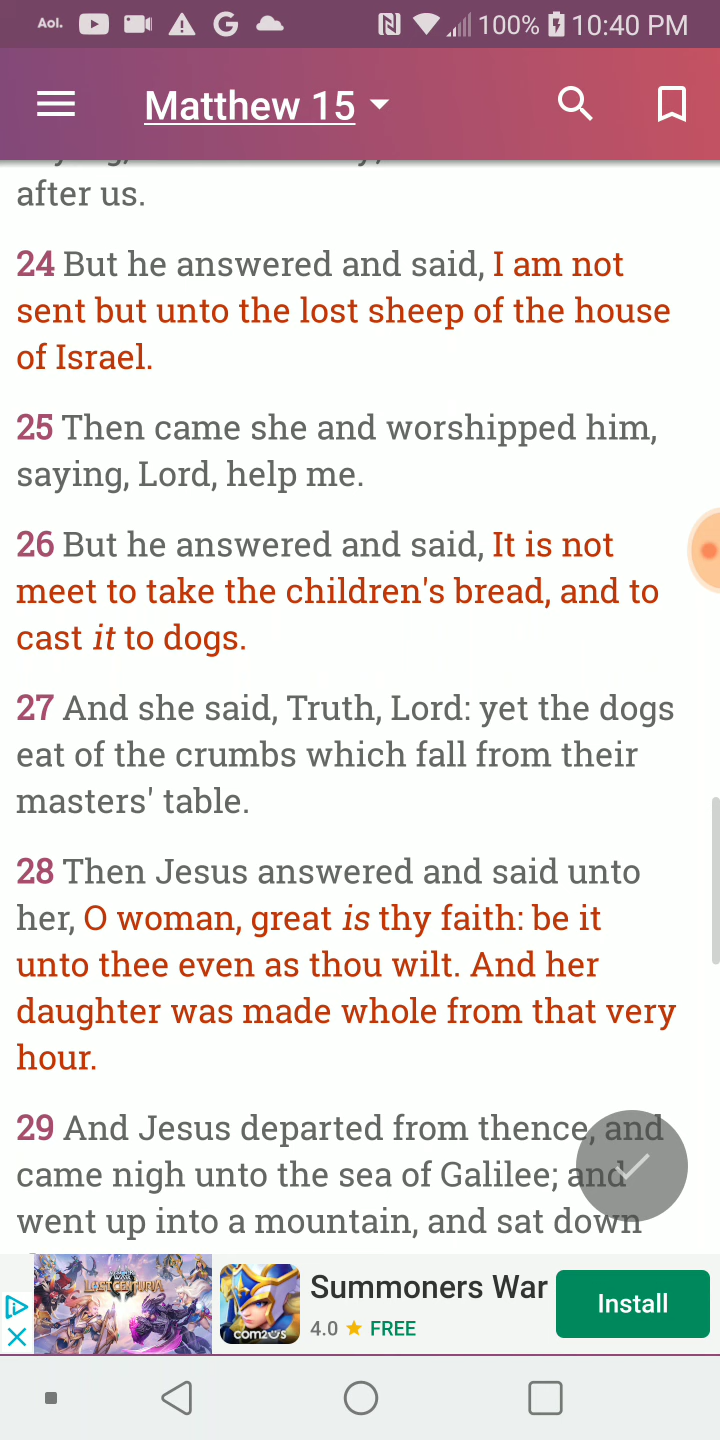 Aol. 100% 10:40 PM
Matthew 15
after us.
24 But he answered and said, I am not
sent but unto the lost sheep of the house
of Israel.
25 Then came she and worshipped him,
saying, Lord, help me.
26 But he answered and said, It is not
meet to take the children's bread, and to
cast it to dogs.
27 And she said, Truth, Lord: yet the dogs
eat of the crumbs which fall from their
masters' table.
28 Then Jesus answered and said unto
her, O woman, great is thy faith: be it
unto thee even as thou wilt. And her
daughter was made whole from that very
hour.
29 And Jesus departed from thence, and
came nigh unto the sea of Galilee; and
went up into a mountain, and sat down
LOST CENTURIA
com2us
Summoners War
4.0 ★ FREE
Install